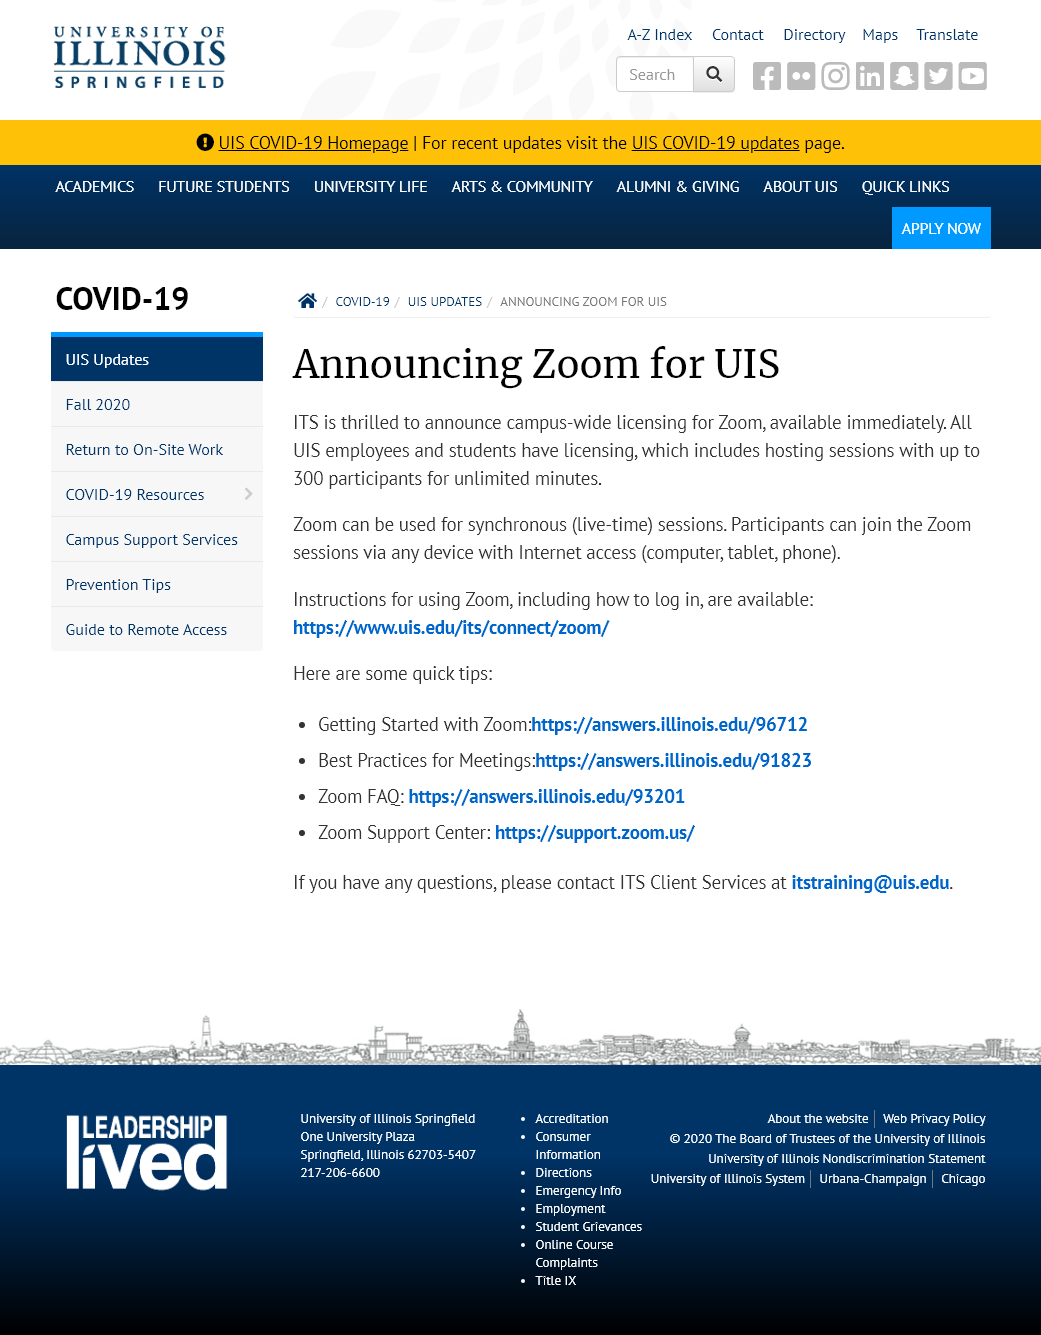 UNIVERSITY OF
ILLINOIS
SPRINGFIELD
A-Z Index Contact Directory Maps Translate
Search
UIS COVID-19 Homepage | For recent updates visit the UIS COVID-19 updates page.
ACADEMICS FUTURE STUDENTS UNIVERSITY LIFE ARTS & COMMUNITY ALUMNI & GIVING ABOUT UIS QUICK LINKS
APPLY NOW
COVID-19
UIS Updates
Fall 2020
Return to On-Site Work
COVID-19 Resources
Campus Support Services
Prevention Tips
Guide to Remote Access
/ COVID-19 / UIS UPDATES / ANNOUNCING ZOOM FOR UIS
Announcing Zoom for UIS
ITS is thrilled to announce campus-wide licensing for Zoom, available immediately. All
UIS employees and students have licensing, which includes hosting sessions with up to
300 participants for unlimited minutes.
Zoom can be used for synchronous (live-time) sessions. Participants can join the Zoom
sessions via any device with Internet access (computer, tablet, phone).
Instructions for using Zoom, including how to log in, are available:
https://www.uis.edu/its/connect/zoom/
Here are some quick tips:
• Getting Started with Zoom:https://answers.illinois.edu/96712
• Best Practices for Meetings:https://answers.illinois.edu/91823
• Zoom FAQ: https://answers.illinois.edu/93201
• Zoom Support Center: https://support.zoom.us/
If you have any questions, please contact ITS Client Services at itstraining@uis.edu.
LEADERSHIP
lived
University of Illinois Springfield
One University Plaza
Springfield, Illinois 62703-5407
217-206-6600
• Accreditation
• Consumer
Information
• Directions
• Emergency Info
• Employment
• Student Grievances
• Online Course
Complaints
• Title IX
About the website | Web Privacy Policy
© 2020 The Board of Trustees of the University of Illinois
University of Illinois Nondiscrimination Statement
University of Illinois System | Urbana-Champaign | Chicago